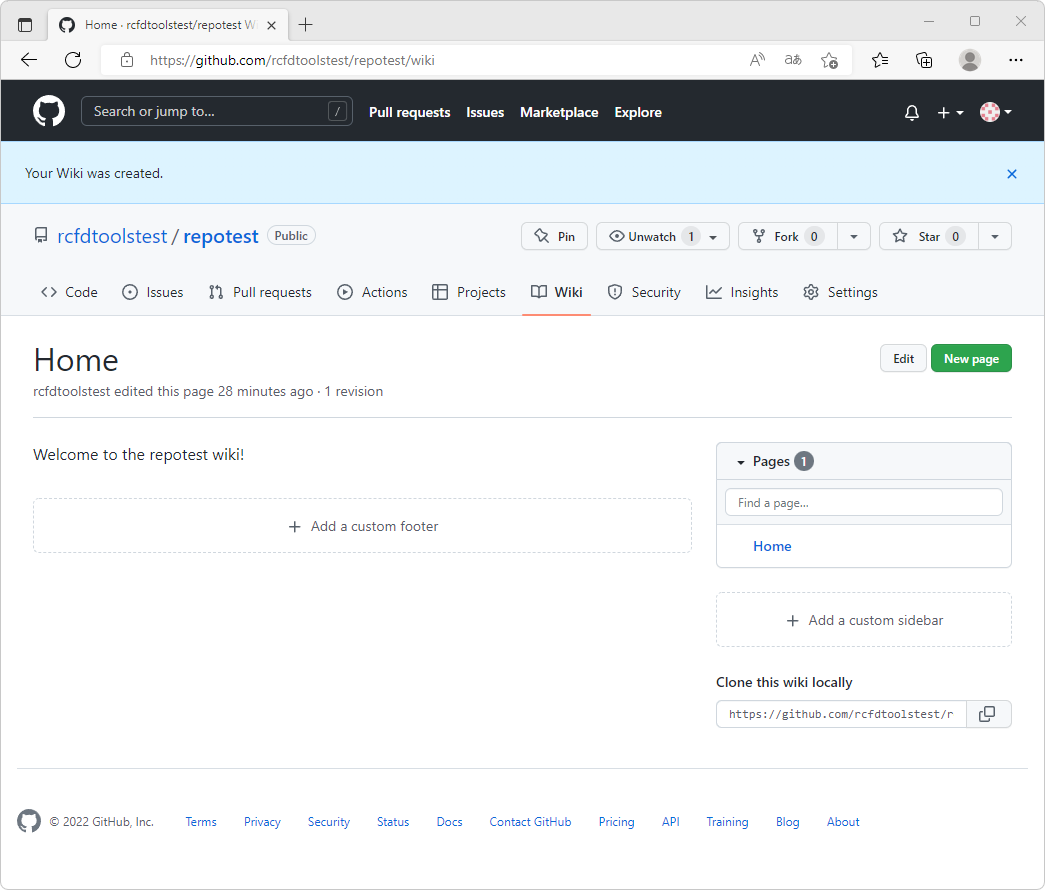 Home · rcfdtoolstest/repotest W
https://github.com/rcfdtoolstest/repotest/wiki
Search or jump to... / Pull requests Issues Marketplace Explore
Your Wiki was created.
rcfdtoolstest / repotest Public Pin Unwatch 1 Fork 0 Star 0
Code Issues Pull requests Actions Projects Wiki Security Insights Settings
Home Edit New page
rcfdtoolstest edited this page 28 minutes ago · 1 revision
Welcome to the repotest wiki!
+ Add a custom footer
Pages 1
Find a page...
Home
+ Add a custom sidebar
Clone this wiki locally
https://github.com/rcfdtoolstest/r
© 2022 GitHub, Inc. Terms Privacy Security Status Docs Contact GitHub Pricing API Training Blog About